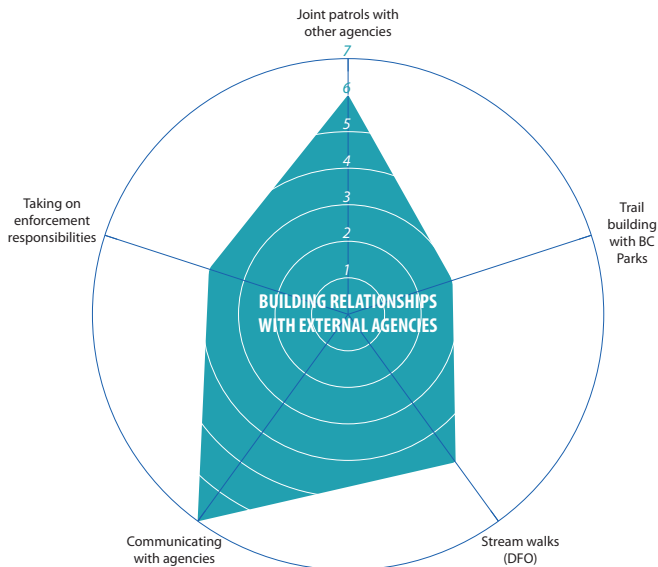 Joint patrols with
other agencies
7
6
5
4
3
2
1
Taking on
enforcement
responsibilities
Trail
building
with BC
Parks
BUILDING RELATIONSHIPS
WITH EXTERNAL AGENCIES
Communicating
with agencies
Stream walks
(DFO)